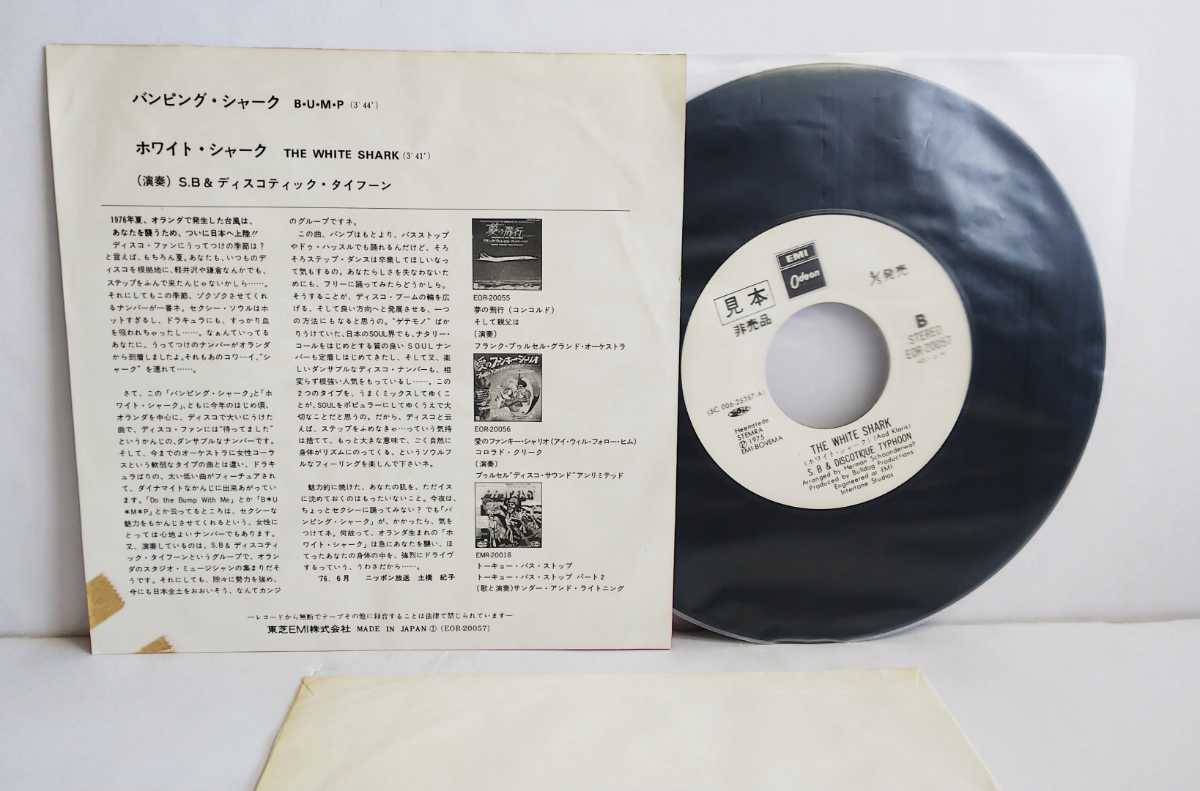 バンピング・シャーク B*U*M*P (3'44")
ホワイト・シャーク THE WHITE SHARK (3'41")
(演奏) S.B & ディスコティック・タイフーン
1976年夏、オランダで発生した台風は、
あなたを襲うため、ついに日本へ上陸!!
ディスコ・ファンにうってつけの季節は?
と言えば、もちろん夏。あなたも、いつものデ
ィスコを根拠地に、軽井沢や鎌倉なんかでも、
ステップをふんで来たんじゃないかしら……。
それにしてもこの季節、ゾクゾクさせてくれ
るナンバーが一番ネ。セクシー・ソウルはホ
ットすぎるし、ドラキュラにも、すっかり血
を吸われちゃったし……。なぁんていってる
あなたに、うってつけのナンバーがオランダ
から到着しましたよ。それもあのコワーイ、"シ
ャーク"を連れて……。
さて、この「バンピング・シャーク」と「ホ
ワイト・シャーク」、ともに今年のはじめ頃、
オランダを中心に、ディスコで大いにうけた
曲で、ディスコ・ファンには"待ってました"
というかんじの、ダンサブルなナンバーです。
そして、今までのオーケストラに女性コーラ
スという軟弱なタイプの曲とは違い、ドラキ
ュラばりの、太い低い曲がフィーチュアされ
て、ダイナマイトなかんじに出来あがってい
ます。「Do the Bump With Me」とか「B*U
*M*P」とか云ってるところは、セクシーな
魅力をもかんじさせてくれるという、女性に
とっては心地よいナンバーでもあります。
又、演奏しているのは、S.B & ディスコティ
ック・タイフーンというグループで、オラン
ダのスタジオ・ミュージシャンの集まりだそ
うです。それにしても、除々に勢力を強め、
今にも日本全土をおおいそう、なんてカンジ
のグループですネ。
この曲、バンプはもとより、バスストップ
やドゥ・ハッスルでも踊れるんだけど、そろ
そろステップ・ダンスは卒業してほしいなっ
て気もするの。あなたらしさを失なわないた
めにも、フリーに踊ってみたらどうかしら。
そうすることが、ディスコ・ブームの輪を広
げる、そして良い方向へと発展させる、一つ
の方法にもなると思うの。"ゲテモノ"ばか
りうけていた、日本のSOUL界でも、ナタリー・
コールをはじめとする質の良いSOULナン
バーも定着しはじめてきたし、そして又、楽
しいダンサブルなディスコ・ナンバーも、相
変らず根強い人気をもっているし……。この
2つのタイプを、うまくミックスしてゆくこ
とが、SOULをポピュラーにしてゆくうえで大
切なことだと思うの。だから、ディスコと云
えば、ステップをふめなきゃ…っていう気持
は捨てて、もっと大きな意味で、ごく自然に
身体がリズムにのってくる、というソウルフ
ルなフィーリングを楽しんで下さいネ。
魅力的に焼けた、あなたの肌を、ただイス
に沈めておくのはもったいないこと。今夜は、
ちょっとセクシーに踊ってみない?でも「バ
ンピング・シャーク」が、かかったら、気を
つけてネ。何故って、オランダ生まれの「ホ
ワイト・シャーク」は急にあなたを襲い、ほ
てったあなたの身体の中を、強烈にドライヴ
するっていう、うわさだから……。
'76.6月 ニッポン放送 土橋 紀子
夢の飛行
EOR-20055
夢の飛行(コンコルド)
そして親父は
(演奏)
フランク・プゥルセル・グランド・オーケストラ
愛のファンキー・シャリオ
EOR-20056
愛のファンキー・シャリオ(アイ・ウィル・フォロー・ヒム)
コロラド・クリーク
(演奏)
プゥルセル"ディスコ・サウンド"アンリミテッド
EMR-20018
トーキョー・バス・ストップ
トーキョー・バス・ストップ パート2
(歌と演奏)サンダー・アンド・ライトニング
—レコードから無断でテープその他に録音することは法律で禁じられています—
東芝EMI株式会社 MADE IN JAPAN ① (EOR-20057)
EMI
Odeon
見本
非売品
発売
B
STEREO
EOR-20057
(5C 006-25357-A)
Heemstede
STEMRA
Ⓟ 1975
EMI-BOVEMA
THE WHITE SHARK
(ホワイト・シャーク) (Aad Klaris)
S.B & DISCOTIQUE TYPHOON
Arranged by Herman Schoonderwalt
Produced by Bulldog Productions
Engineered at EMI
Intertone Studios